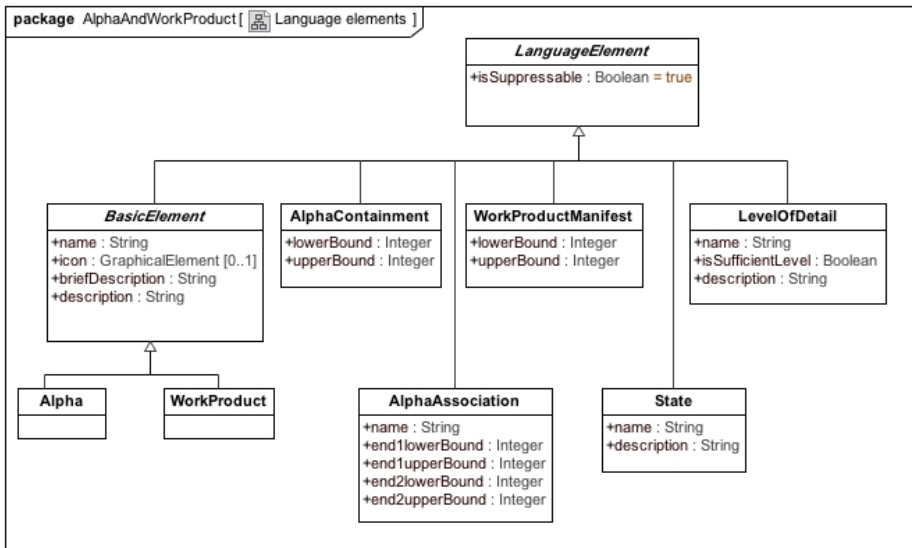 package AlphaAndWorkProduct [ Language elements ]
LanguageElement
+isSuppressable : Boolean = true
BasicElement
+name : String
+icon : GraphicalElement [0..1]
+briefDescription : String
+description : String
AlphaContainment
+lowerBound : Integer
+upperBound : Integer
WorkProductManifest
+lowerBound : Integer
+upperBound : Integer
LevelOfDetail
+name : String
+isSufficientLevel : Boolean
+description : String
Alpha
WorkProduct
AlphaAssociation
+name : String
+end1lowerBound : Integer
+end1upperBound : Integer
+end2lowerBound : Integer
+end2upperBound : Integer
State
+name : String
+description : String